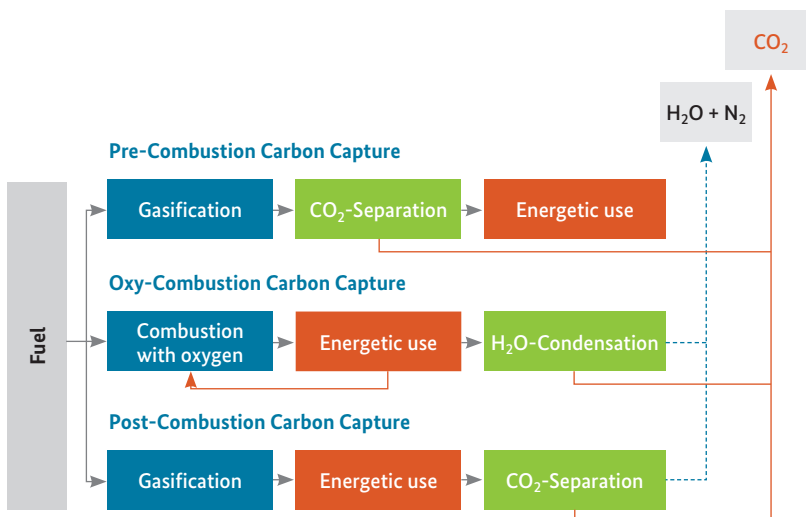 CO₂
H₂O + N₂
Pre-Combustion Carbon Capture
Fuel
Gasification
CO₂-Separation
Energetic use
Oxy-Combustion Carbon Capture
Combustion
with oxygen
Energetic use
H₂O-Condensation
Post-Combustion Carbon Capture
Gasification
Energetic use
CO₂-Separation